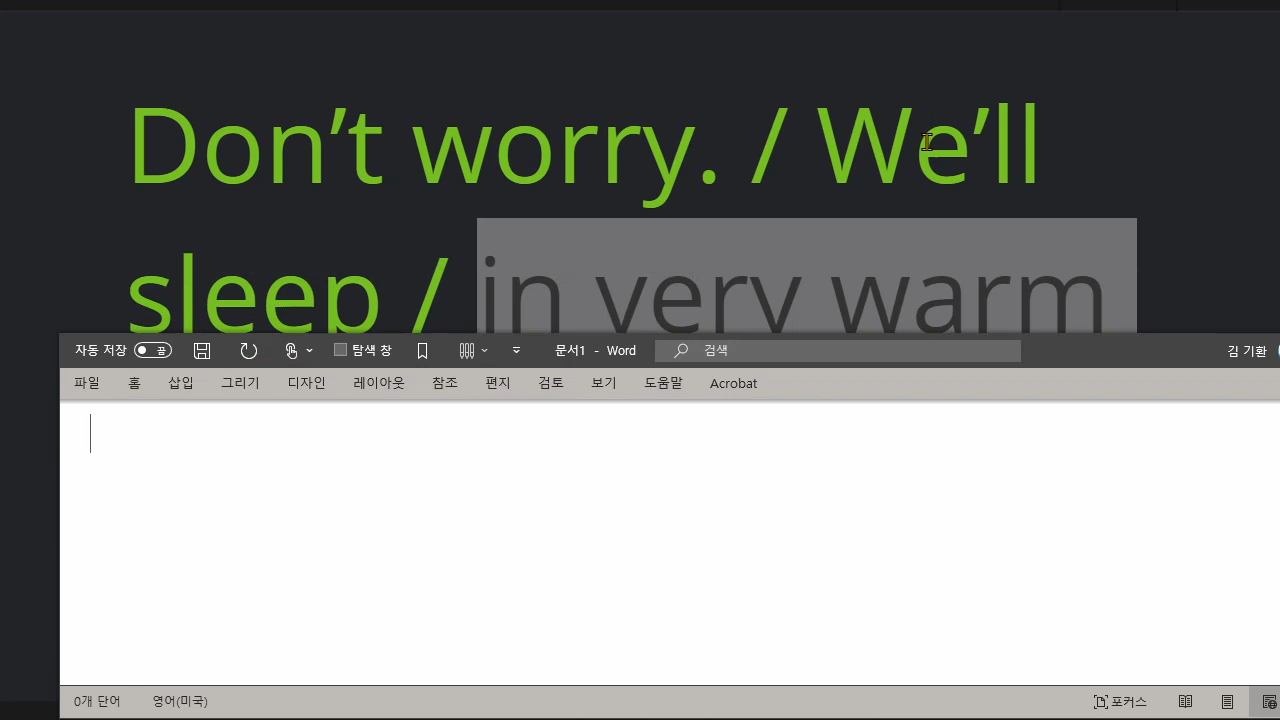 Don’t worry. / We’ll
sleep / in very warm
자동 저장 끔 탐색 창 문서1 - Word 검색 김 기환
파일 홈 삽입 그리기 디자인 레이아웃 참조 편지 검토 보기 도움말 Acrobat
0개 단어 영어(미국) 포커스